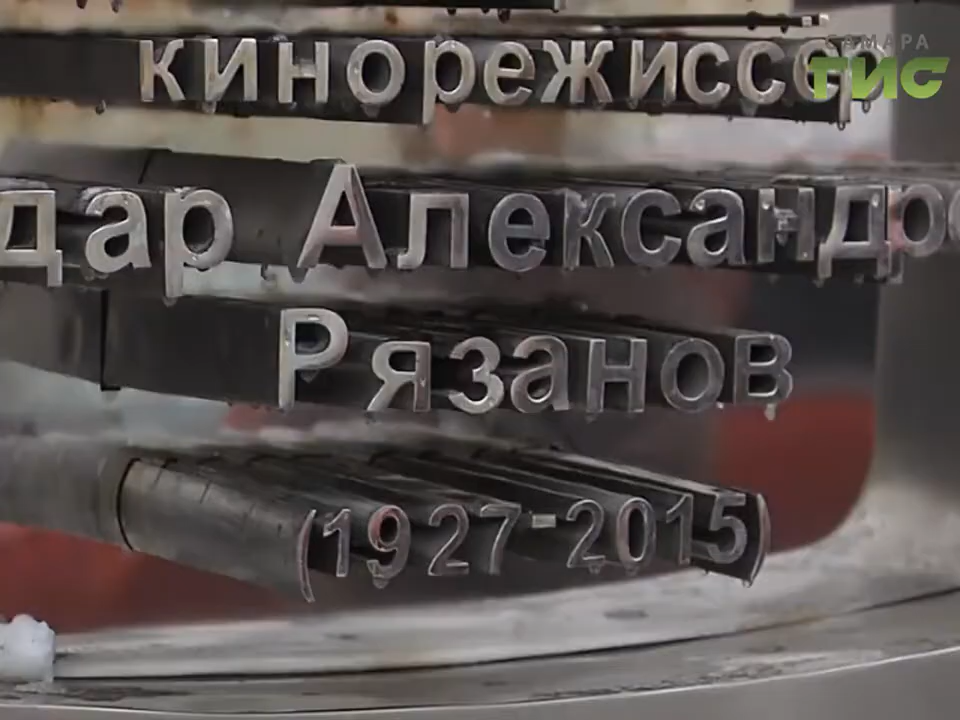 САМАРА
ГИС
кинорежиссер
дар Александро
Рязанов
(1927-2015)